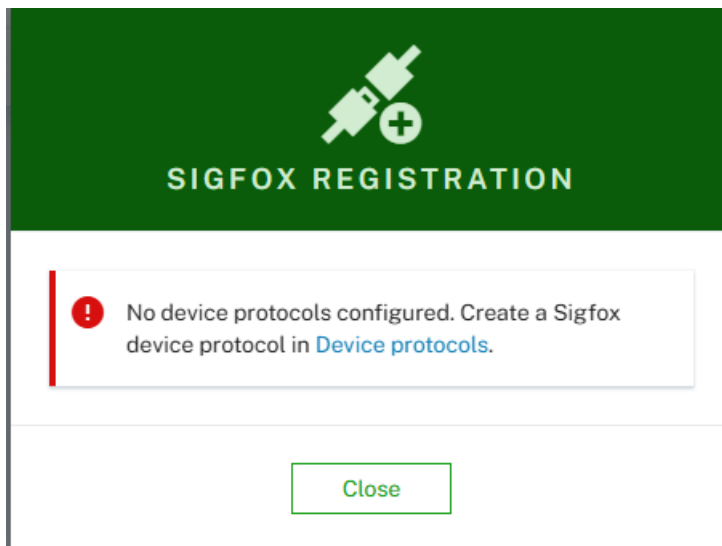 SIGFOX REGISTRATION
No device protocols configured. Create a Sigfox
device protocol in Device protocols.
Close